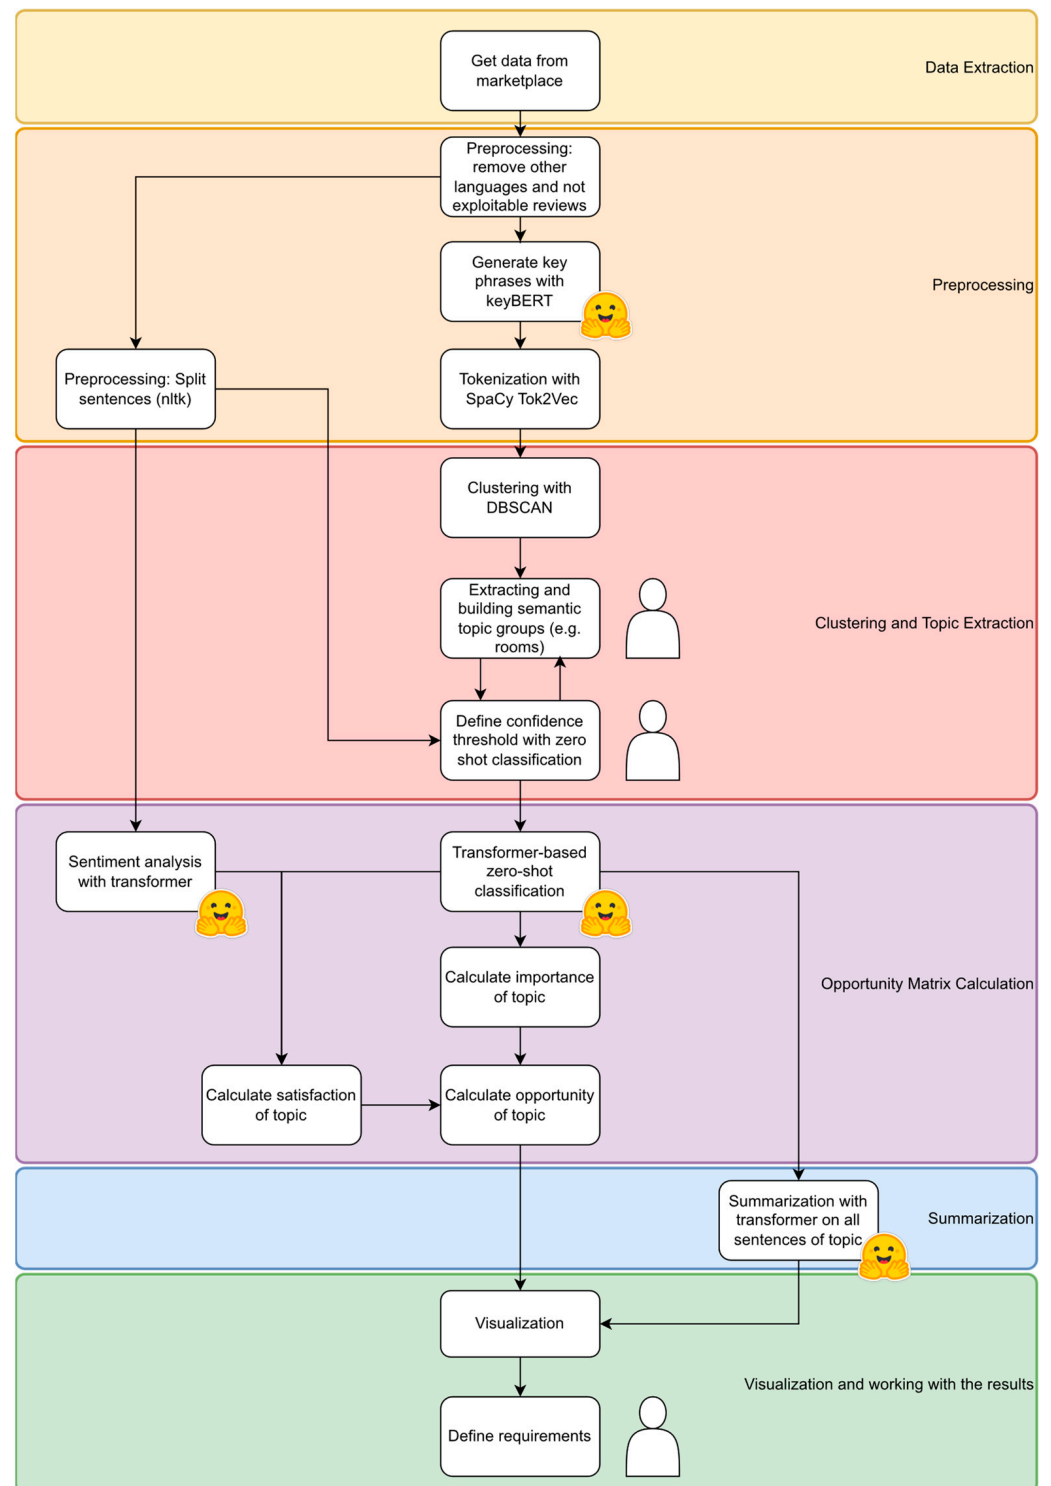 Get data from
marketplace
Data Extraction
Preprocessing:
remove other
languages and not
exploitable reviews
Generate key
phrases with
keyBERT
Preprocessing
Preprocessing: Split
sentences (nltk)
Tokenization with
SpaCy Tok2Vec
Clustering with
DBSCAN
Extracting and
building semantic
topic groups (e.g.
rooms)
Clustering and Topic Extraction
Define confidence
threshold with zero
shot classification
Sentiment analysis
with transformer
Transformer-based
zero-shot
classification
Calculate importance
of topic
Opportunity Matrix Calculation
Calculate satisfaction
of topic
Calculate opportunity
of topic
Summarization with
transformer on all
sentences of topic
Summarization
Visualization
Visualization and working with the results
Define requirements